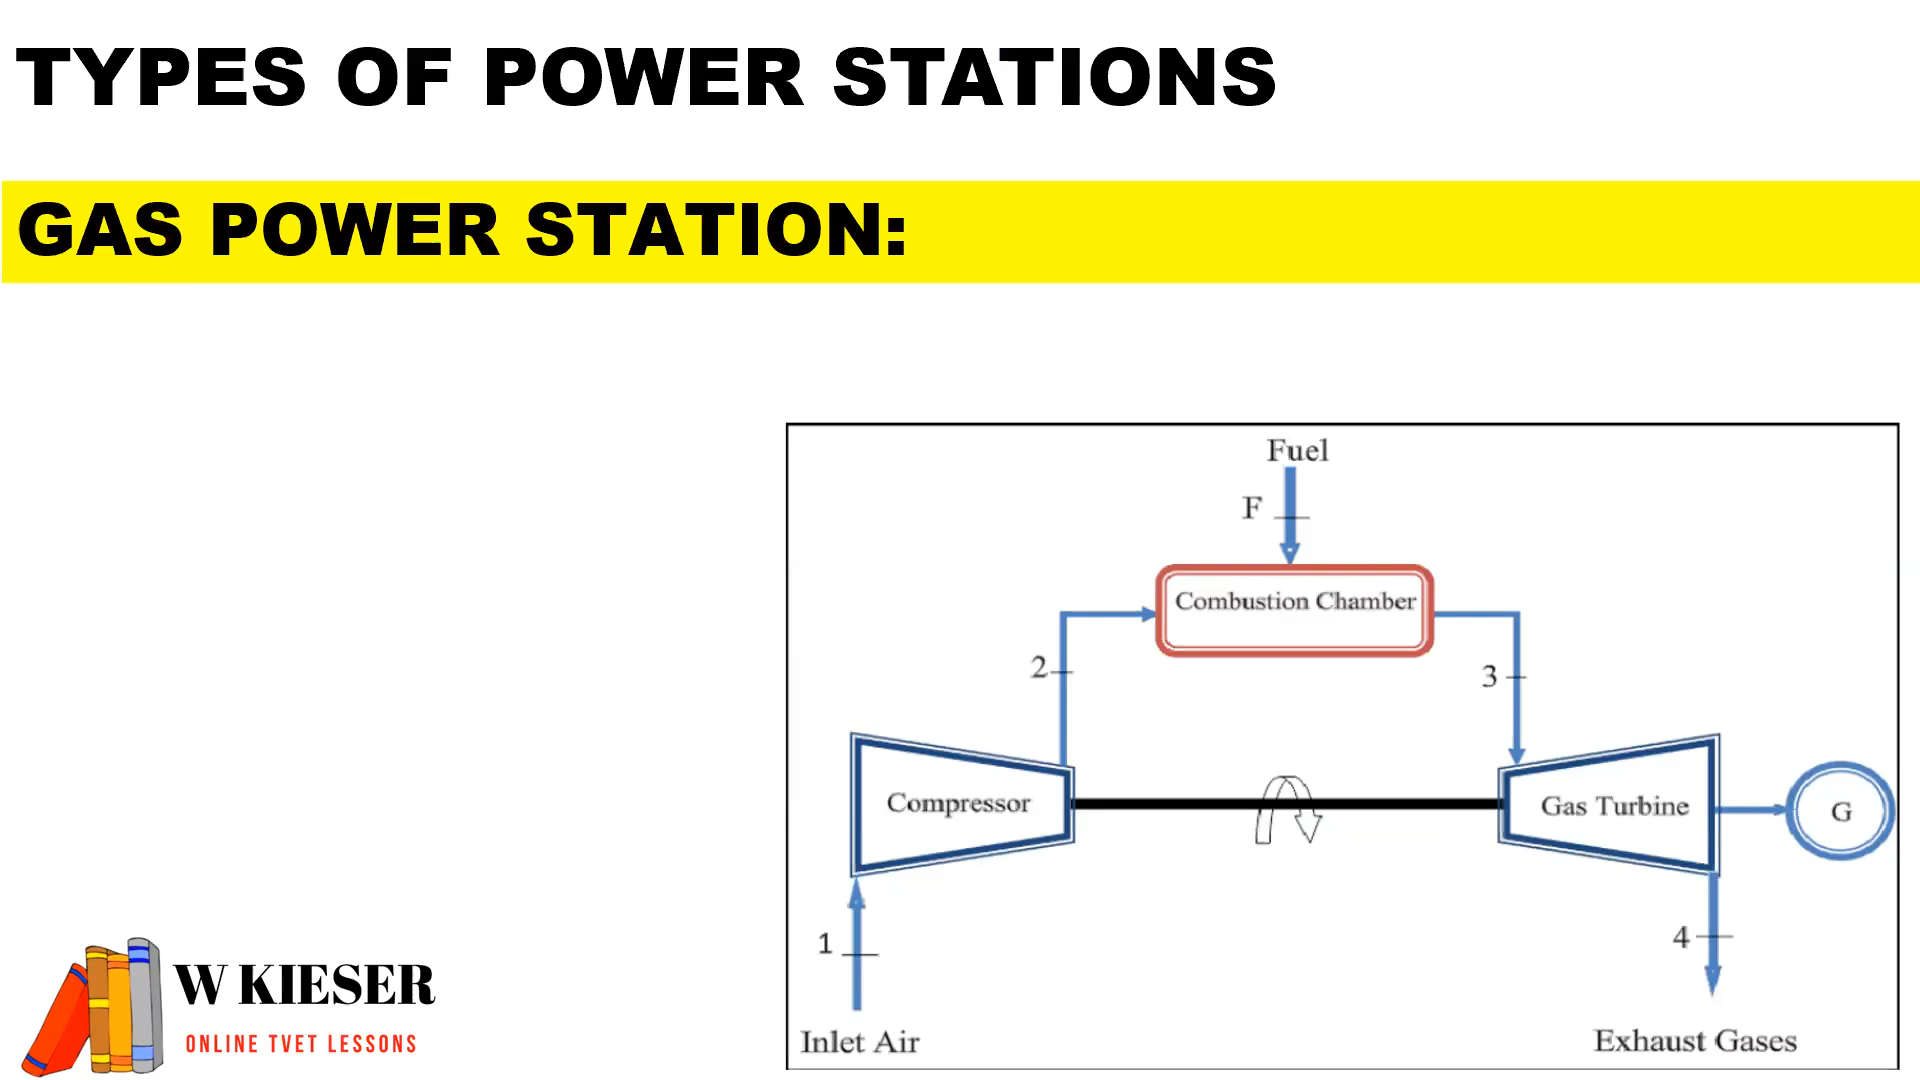 TYPES OF POWER STATIONS
GAS POWER STATION:
Fuel
F
Combustion Chamber
2
3
Compressor
Gas Turbine
G
1
4
Inlet Air
Exhaust Gases
W KIESER
ONLINE TVET LESSONS